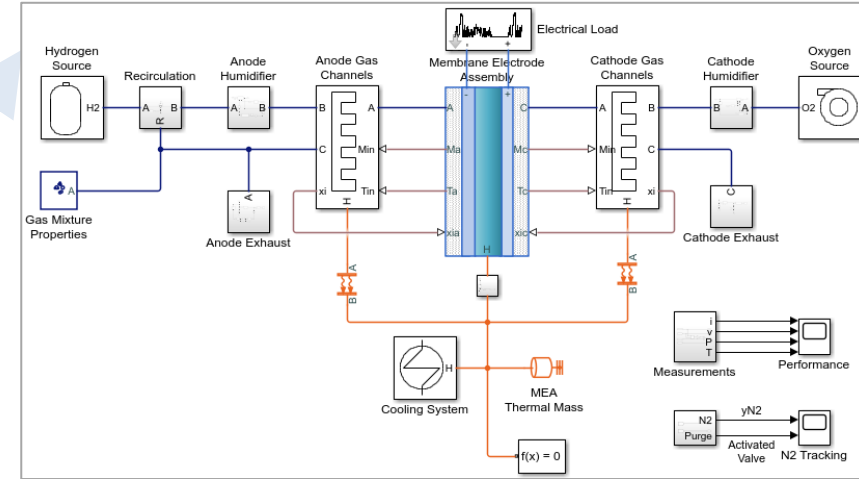 Electrical Load
Hydrogen
Source
Recirculation
Anode
Humidifier
Anode Gas
Channels
Membrane Electrode
Assembly
Cathode Gas
Channels
Cathode
Humidifier
Oxygen
Source
- +
- +
H2
A B
R
A B
B A
C
Min
Tin
xi
H
A C
Ma Mc
Ta Tc
xia xic
H
A B
C
Min
Tin
xi
H
B A
O2
A
Gas Mixture
Properties
A
Anode Exhaust
C
Cathode Exhaust
A
B
A
B
H
Cooling System
MEA
Thermal Mass
f(x) = 0
i
v
P
T
Measurements
Performance
N2
Purge
yN2
Activated
Valve
N2 Tracking